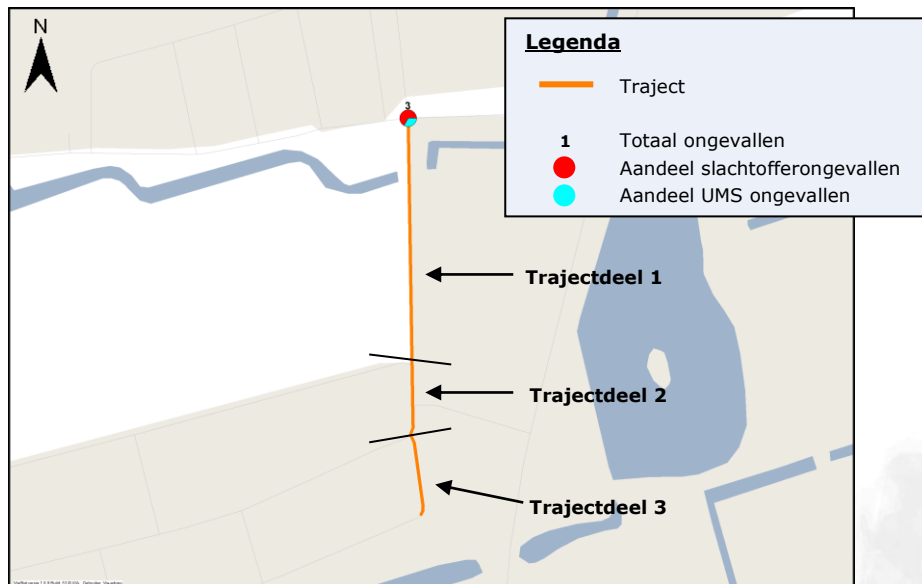 N
Legenda
Traject
1 Totaal ongevallen
Aandeel slachtofferongevallen
Aandeel UMS ongevallen
3
Trajectdeel 1
Trajectdeel 2
Trajectdeel 3